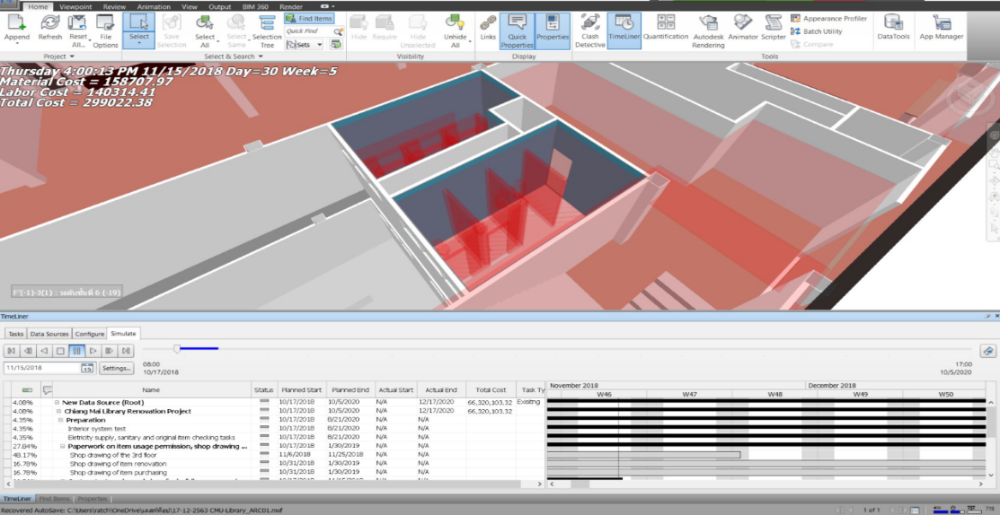 Home Viewpoint Review Animation View Output BIM 360 Render
Append Refresh Reset All... File Options Select Save Selection Select All Select Same Selection Tree Find Items Quick Find Sets Hide Require Hide Unselected Unhide All Links Quick Properties Properties Clash Detective TimeLiner Quantification Autodesk Rendering Animator Scripter Appearance Profiler Batch Utility Compare DataTools App Manager
Project Select & Search Visibility Display Tools
Thursday 4:00:13 PM 11/15/2018 Day=30 Week=5
Material Cost = 158707.97
Labor Cost = 140314.41
Total Cost = 299022.38
F'(-1)-3(1) : ระดับชั้นที่ 6 (-19)
TimeLiner
Tasks Data Sources Configure Simulate
11/15/2018 15 Settings...
08:00 17:00
10/17/2018 10/5/2020
Name Status Planned Start Planned End Actual Start Actual End Total Cost Task Ty
November 2018 December 2018
W46 W47 W48 W49 W50
4.08% New Data Source (Root) 10/17/2018 10/5/2020 N/A 12/17/2020 66,320,103.32 Existing
4.08% Chiang Mai Library Renovation Project 10/17/2018 10/5/2020 N/A 12/17/2020 66,320,103.32
4.35% Preparation 10/17/2018 8/21/2020 N/A N/A
4.35% Interior system test 10/17/2018 8/21/2020 N/A N/A
4.35% Eletricity supply, sanitary and original item checking tasks 10/17/2018 8/21/2020 N/A N/A
27.84% Paperwork on item usage permission, shop drawing ... 10/17/2018 1/30/2019 N/A N/A
48.17% Shop drawing of the 3rd floor 11/6/2018 11/25/2018 N/A N/A
16.78% Shop drawing of item renovation 10/31/2018 1/30/2019 N/A N/A
16.78% Shop drawing of item purchasing 10/31/2018 1/30/2019 N/A N/A
TimeLiner Find Items Properties
Recovered AutoSave: C:\Users\ratch\OneDrive\เดสก์ท็อป\17-12-2563 CMU-Library_ARC01.nwf 1 of 1 719